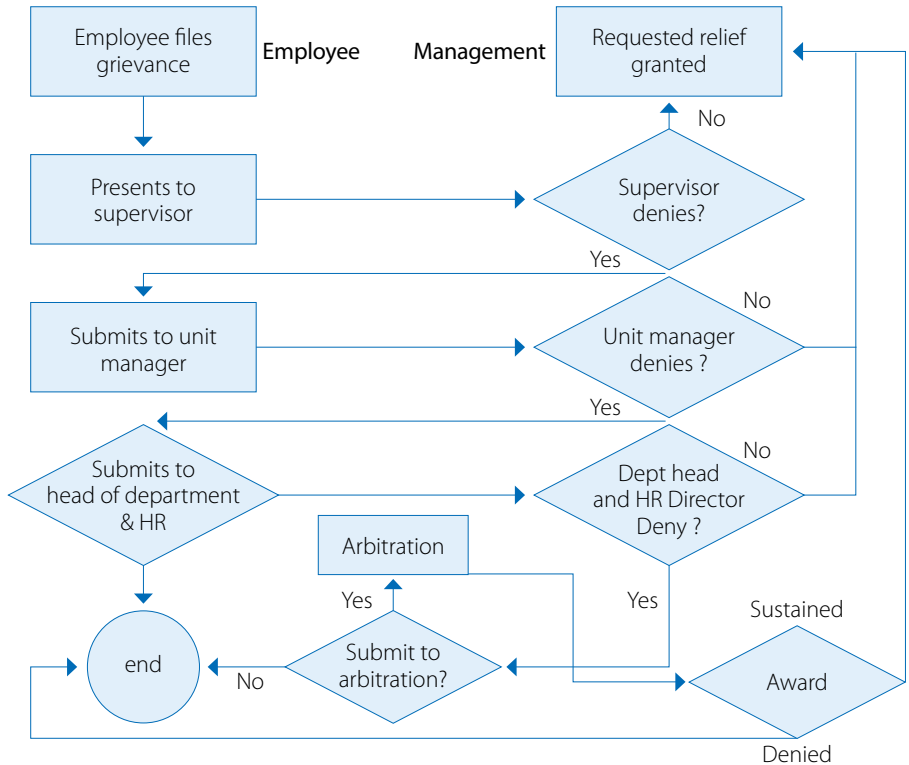 Employee files
grievance
Employee
Management
Requested relief
granted
No
Presents to
supervisor
Supervisor
denies?
Yes
No
Submits to unit
manager
Unit manager
denies ?
Yes
No
Submits to
head of department
& HR
Dept head
and HR Director
Deny ?
Arbitration
Yes
Yes
Sustained
end
No
Submit to
arbitration?
Award
Denied